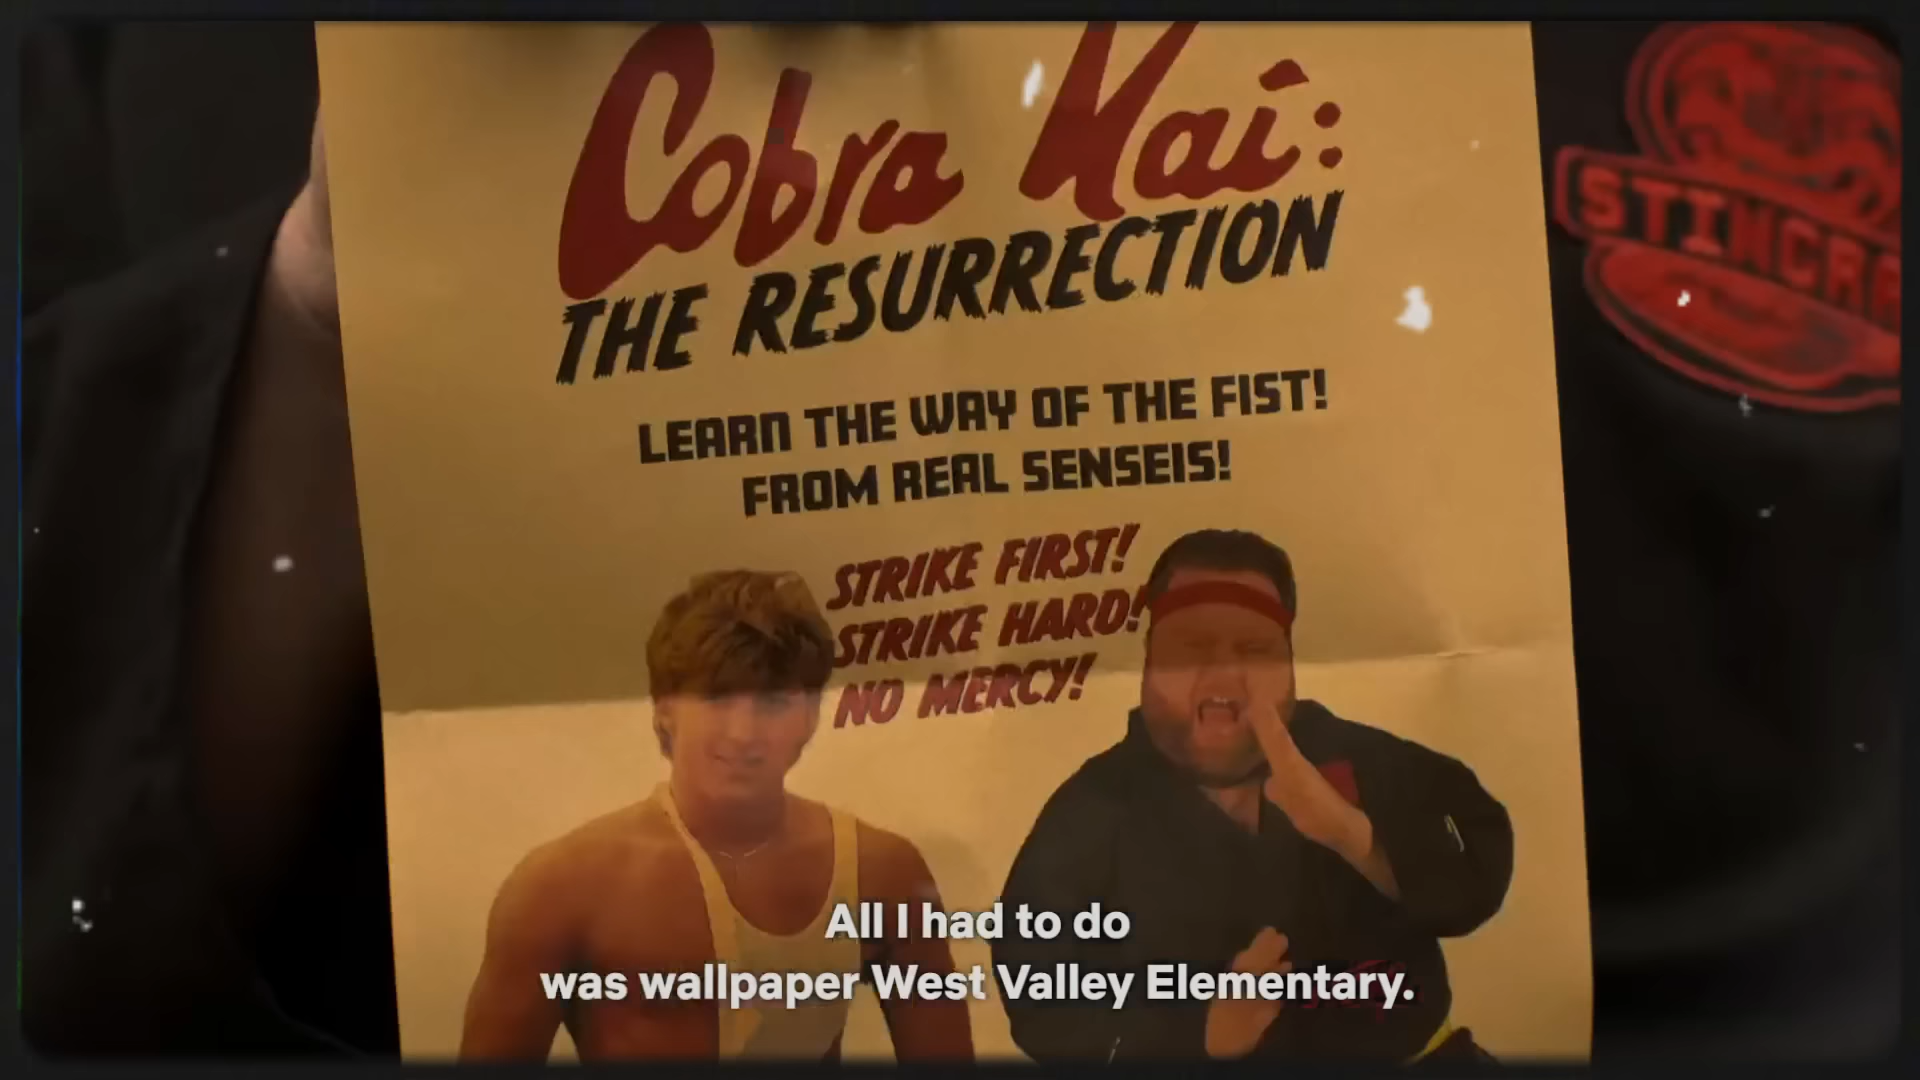 Cobra Kai:
THE RESURRECTION
LEARN THE WAY OF THE FIST!
FROM REAL SENSEIS!
STRIKE FIRST!
STRIKE HARD!
NO MERCY!
STINGRA
All I had to do
was wallpaper West Valley Elementary.